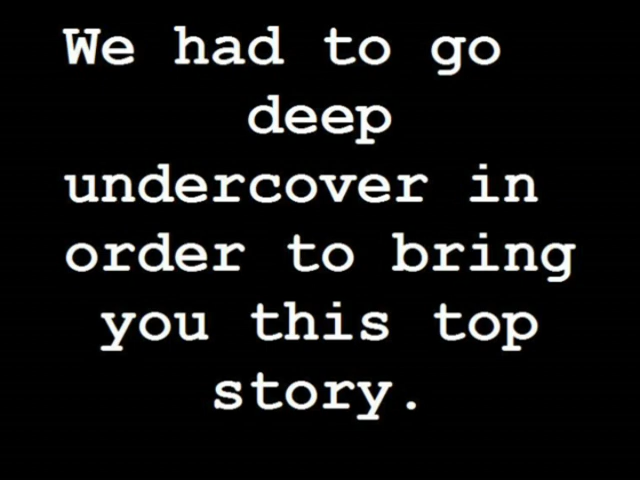 We had to go
deep
undercover in
order to bring
you this top
story.